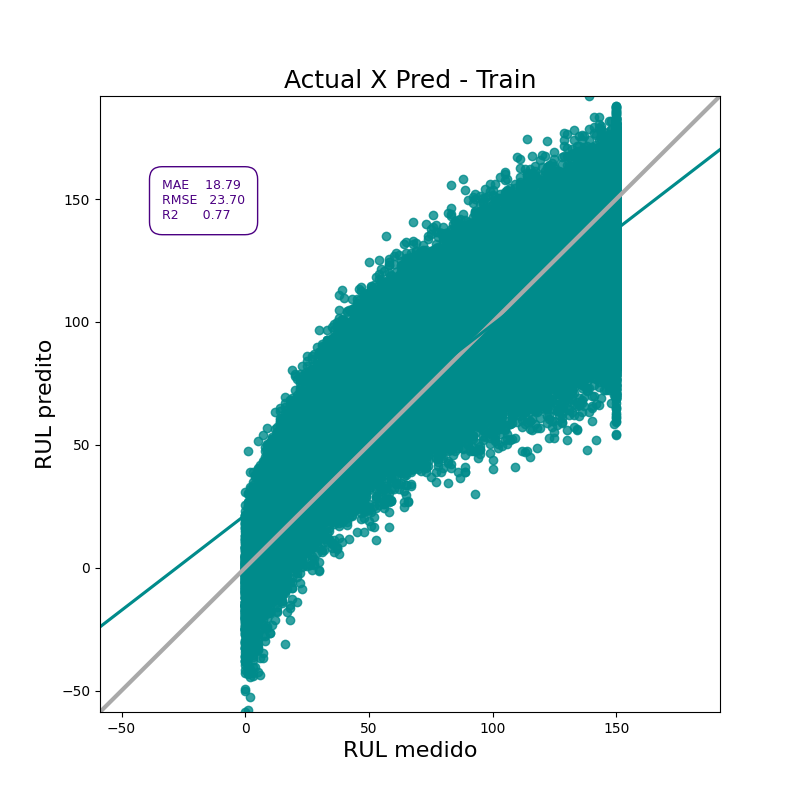 Actual X Pred - Train
MAE 18.79
RMSE 23.70
R2 0.77
RUL predito
150
100
50
0
−50
−50 0 50 100 150
RUL medido